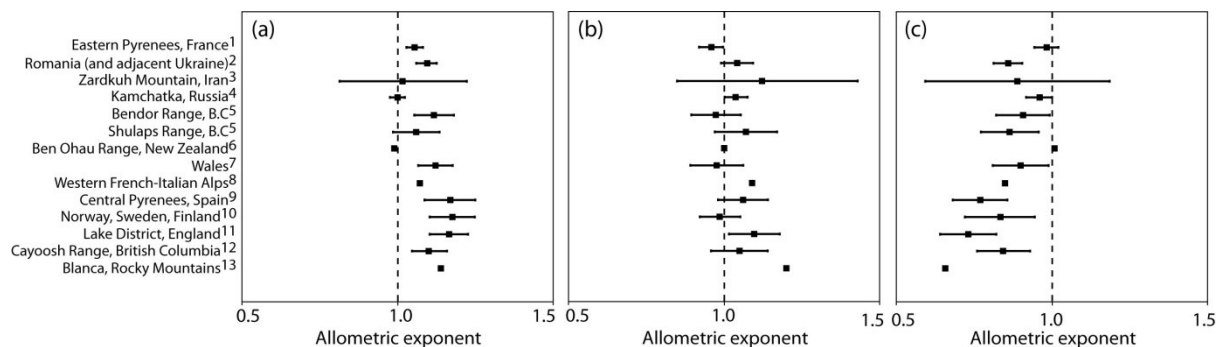 (a) (b) (c)
Eastern Pyrenees, France1
Romania (and adjacent Ukraine)2
Zardkuh Mountain, Iran3
Kamchatka, Russia4
Bendor Range, B.C5
Shulaps Range, B.C5
Ben Ohau Range, New Zealand6
Wales7
Western French-Italian Alps8
Central Pyrenees, Spain9
Norway, Sweden, Finland10
Lake District, England11
Cayoosh Range, British Columbia12
Blanca, Rocky Mountains13
0.5 1.0 1.5 1.0 1.5 0.5 1.0 1.5
Allometric exponent Allometric exponent Allometric exponent